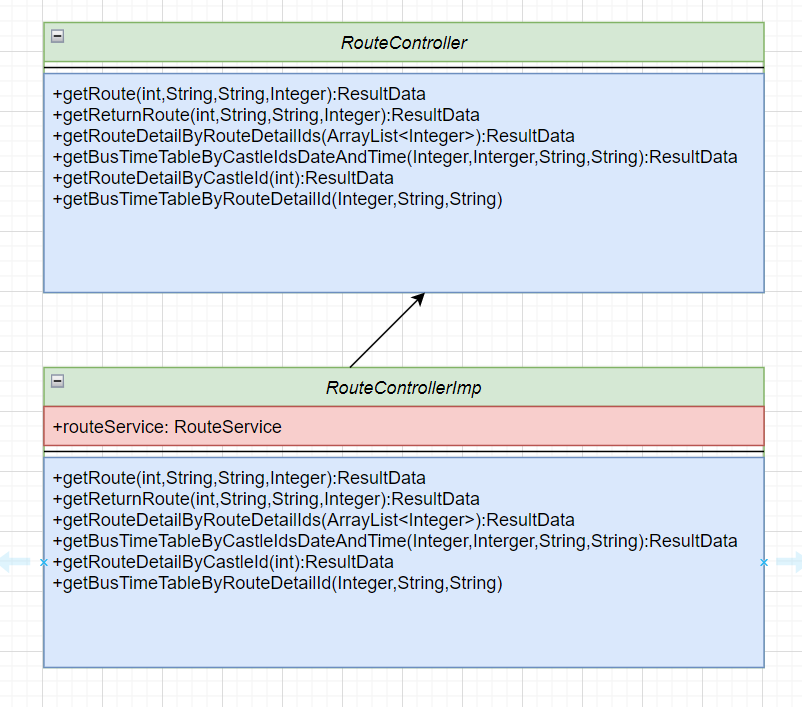 RouteController
+getRoute(int,String,String,Integer):ResultData
+getReturnRoute(int,String,String,Integer):ResultData
+getRouteDetailByRouteDetailIds(ArrayList<Integer>):ResultData
+getBusTimeTableByCastleIdsDateAndTime(Integer,Interger,String,String):ResultData
+getRouteDetailByCastleId(int):ResultData
+getBusTimeTableByRouteDetailId(Integer,String,String)
RouteControllerImp
+routeService: RouteService
+getRoute(int,String,String,Integer):ResultData
+getReturnRoute(int,String,String,Integer):ResultData
+getRouteDetailByRouteDetailIds(ArrayList<Integer>):ResultData
+getBusTimeTableByCastleIdsDateAndTime(Integer,Interger,String,String):ResultData
+getRouteDetailByCastleId(int):ResultData
+getBusTimeTableByRouteDetailId(Integer,String,String)